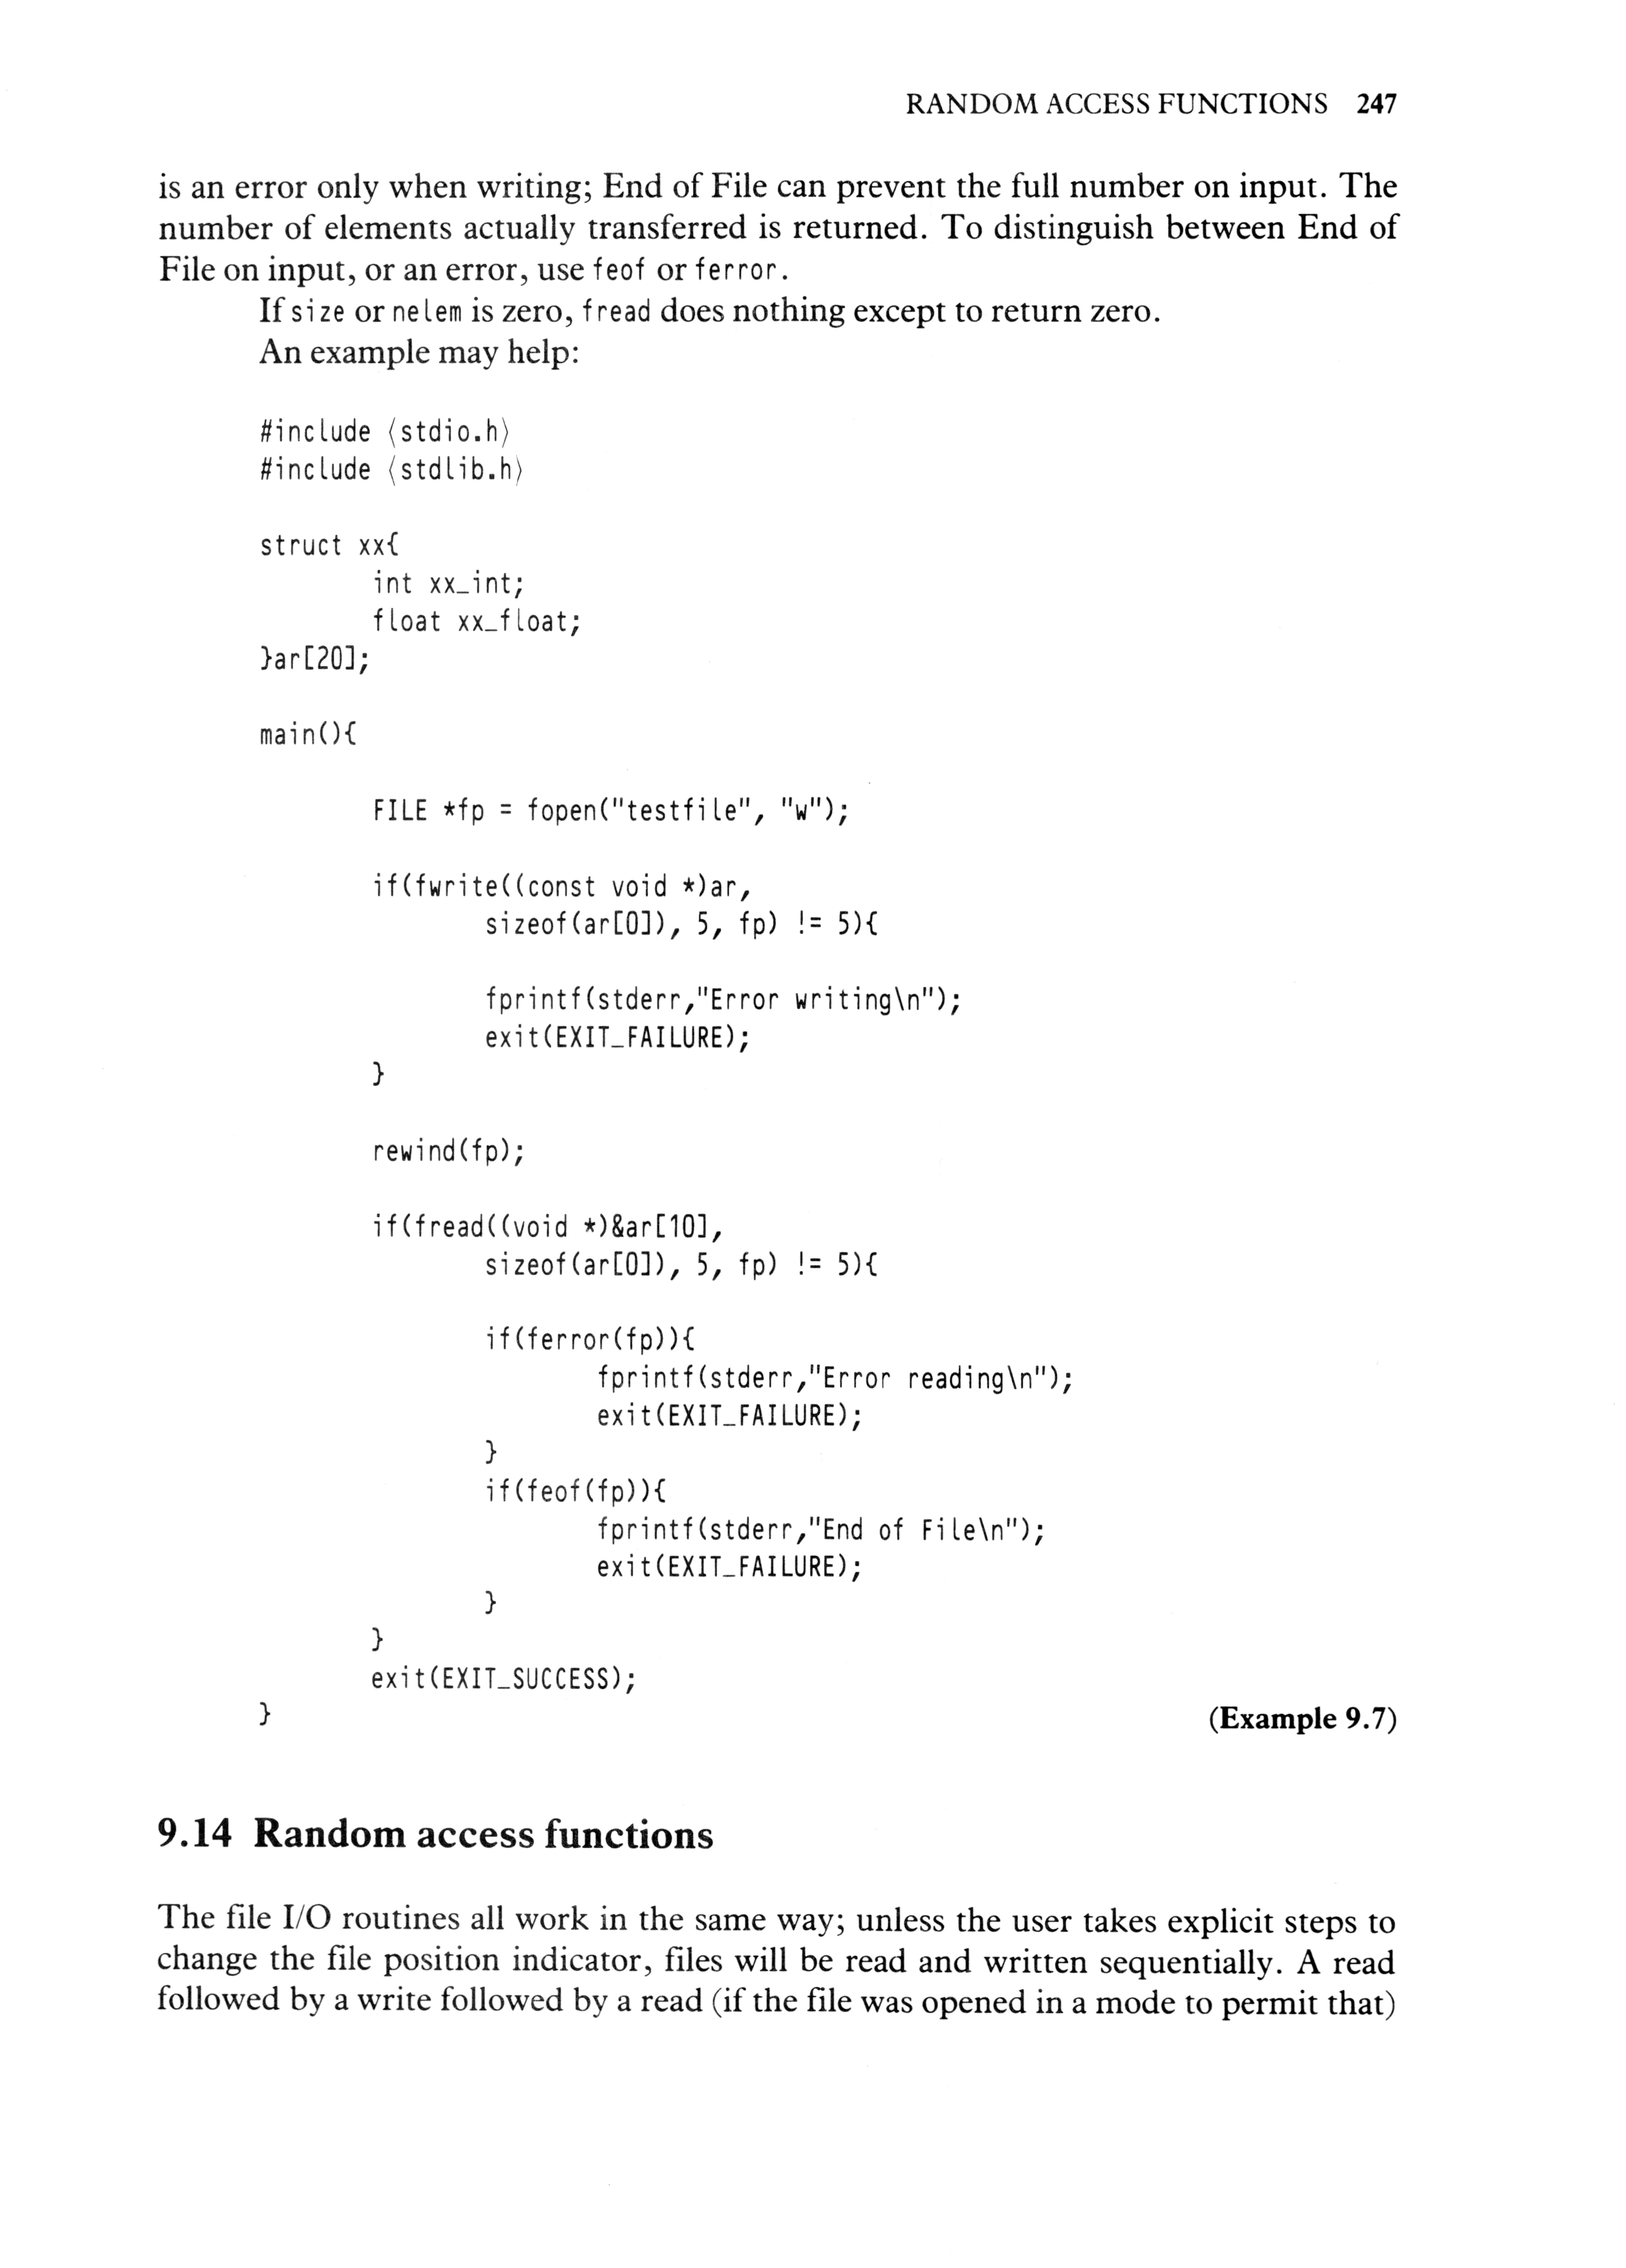 RANDOM ACCESS FUNCTIONS 247
is an error only when writing; End of File can prevent the full number on input. The
number of elements actually transferred is returned. To distinguish between End of
File on input, or an error, use feof or ferror.
If size or nelem is zero, fread does nothing except to return zero.
An example may help:
#include ⟨stdio.h⟩
#include ⟨stdlib.h⟩
struct xx{
int xx_int;
float xx_float;
}ar[20];
main(){
FILE *fp = fopen("testfile", "w");
if(fwrite((const void *)ar,
sizeof(ar[0]), 5, fp) != 5){
fprintf(stderr,"Error writing\n");
exit(EXIT_FAILURE);
}
rewind(fp);
if(fread((void *)&ar[10],
sizeof(ar[0]), 5, fp) != 5){
if(ferror(fp)){
fprintf(stderr,"Error reading\n");
exit(EXIT_FAILURE);
}
if(feof(fp)){
fprintf(stderr,"End of File\n");
exit(EXIT_FAILURE);
}
}
exit(EXIT_SUCCESS);
} (Example 9.7)
9.14 Random access functions
The file I/O routines all work in the same way; unless the user takes explicit steps to
change the file position indicator, files will be read and written sequentially. A read
followed by a write followed by a read (if the file was opened in a mode to permit that)